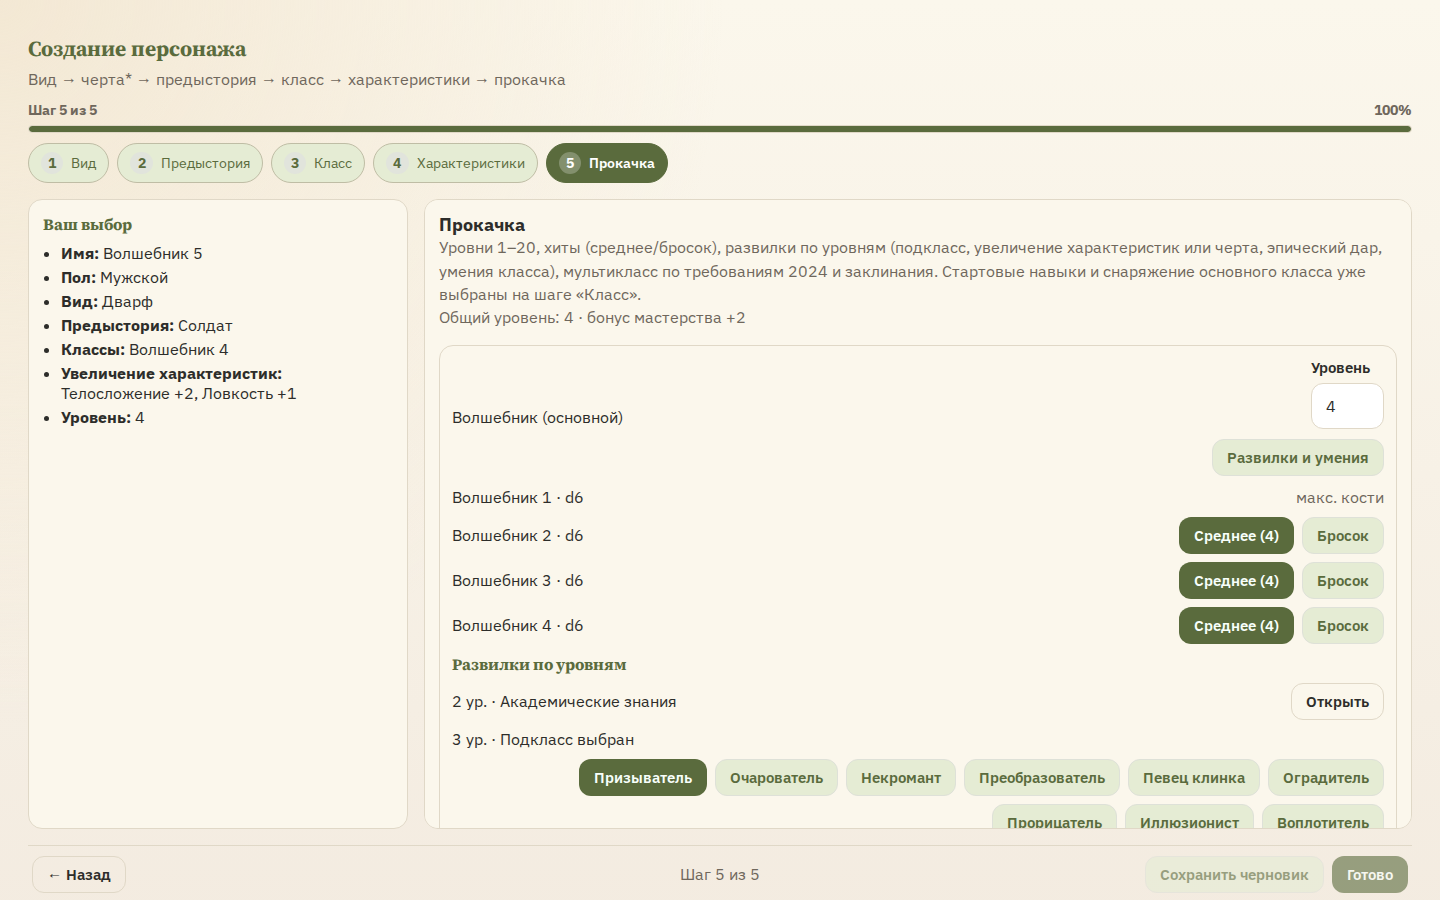 Создание персонажа
Вид → черта* → предыстория → класс → характеристики → прокачка
Шаг 5 из 5
100%
1 Вид
2 Предыстория
3 Класс
4 Характеристики
5 Прокачка
Ваш выбор
Имя: Волшебник 5
Пол: Мужской
Вид: Дварф
Предыстория: Солдат
Классы: Волшебник 4
Увеличение характеристик:
Телосложение +2, Ловкость +1
Уровень: 4
Прокачка
Уровни 1–20, хиты (среднее/бросок), развилки по уровням (подкласс, увеличение характеристик или черта, эпический дар,
умения класса), мультикласс по требованиям 2024 и заклинания. Стартовые навыки и снаряжение основного класса уже
выбраны на шаге «Класс».
Общий уровень: 4 · бонус мастерства +2
Уровень
Волшебник (основной)
4
Развилки и умения
Волшебник 1 · d6
макс. кости
Волшебник 2 · d6
Среднее (4)
Бросок
Волшебник 3 · d6
Среднее (4)
Бросок
Волшебник 4 · d6
Среднее (4)
Бросок
Развилки по уровням
2 ур. · Академические знания
Открыть
3 ур. · Подкласс выбран
Призыватель
Очарователь
Некромант
Преобразователь
Певец клинка
Оградитель
Прорицатель
Иллюзионист
Воплотитель
← Назад
Шаг 5 из 5
Сохранить черновик
Готово